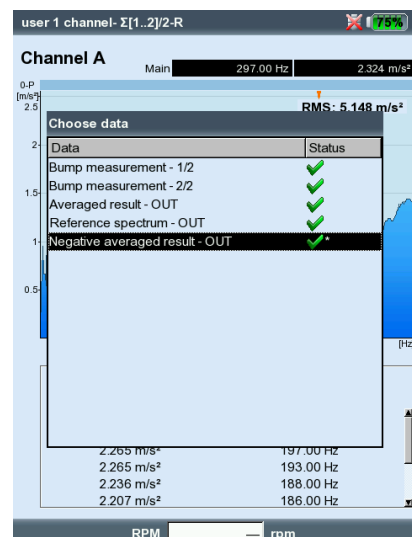 user 1 channel- Σ[1..2]/2-R 75%
Channel A Main 297.00 Hz 2.324 m/s²
0-P
[m/s²]
RMS: 5.148 m/s²
2.5
Choose data
Data Status
Bump measurement - 1/2
Bump measurement - 2/2
Averaged result - OUT
Reference spectrum - OUT
Negative averaged result - OUT *
2
1.5
1
0.5
[Hz
2.265 m/s² 197.00 Hz
2.265 m/s² 193.00 Hz
2.236 m/s² 188.00 Hz
2.207 m/s² 186.00 Hz
RPM — rpm